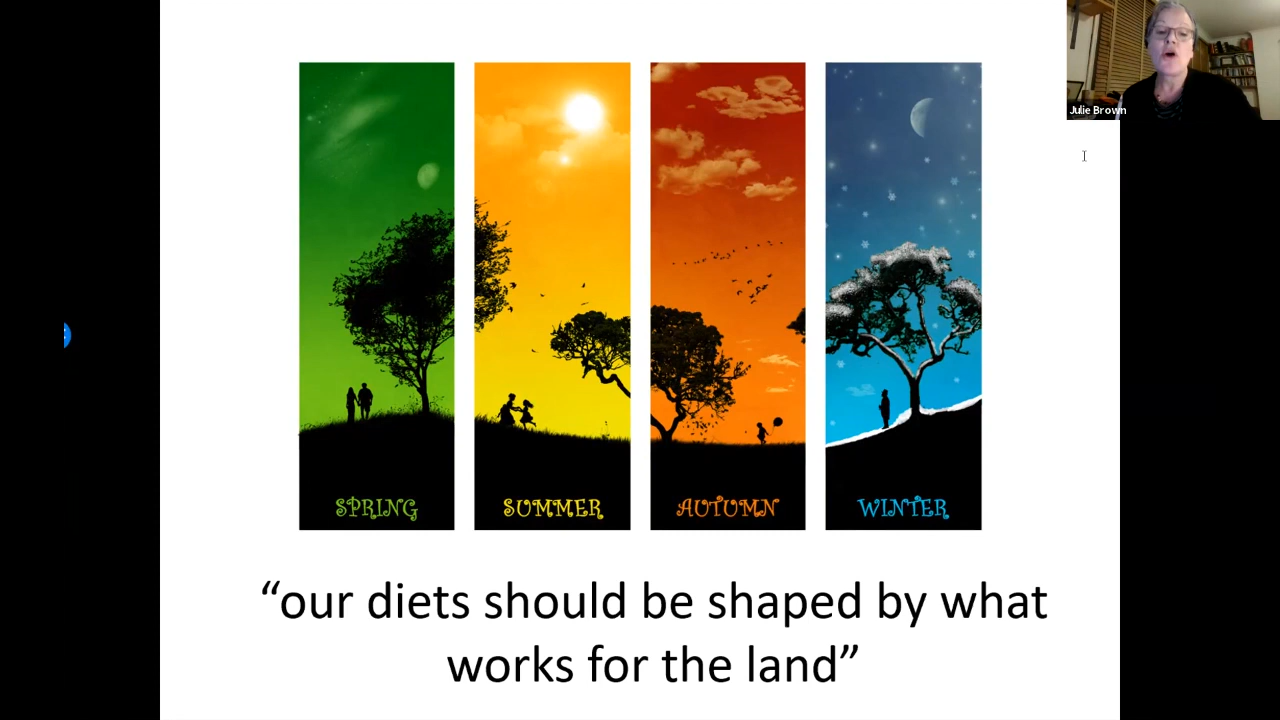 Julie Brown
SPRING
SUMMER
AUTUMN
WINTER
“our diets should be shaped by what
works for the land”